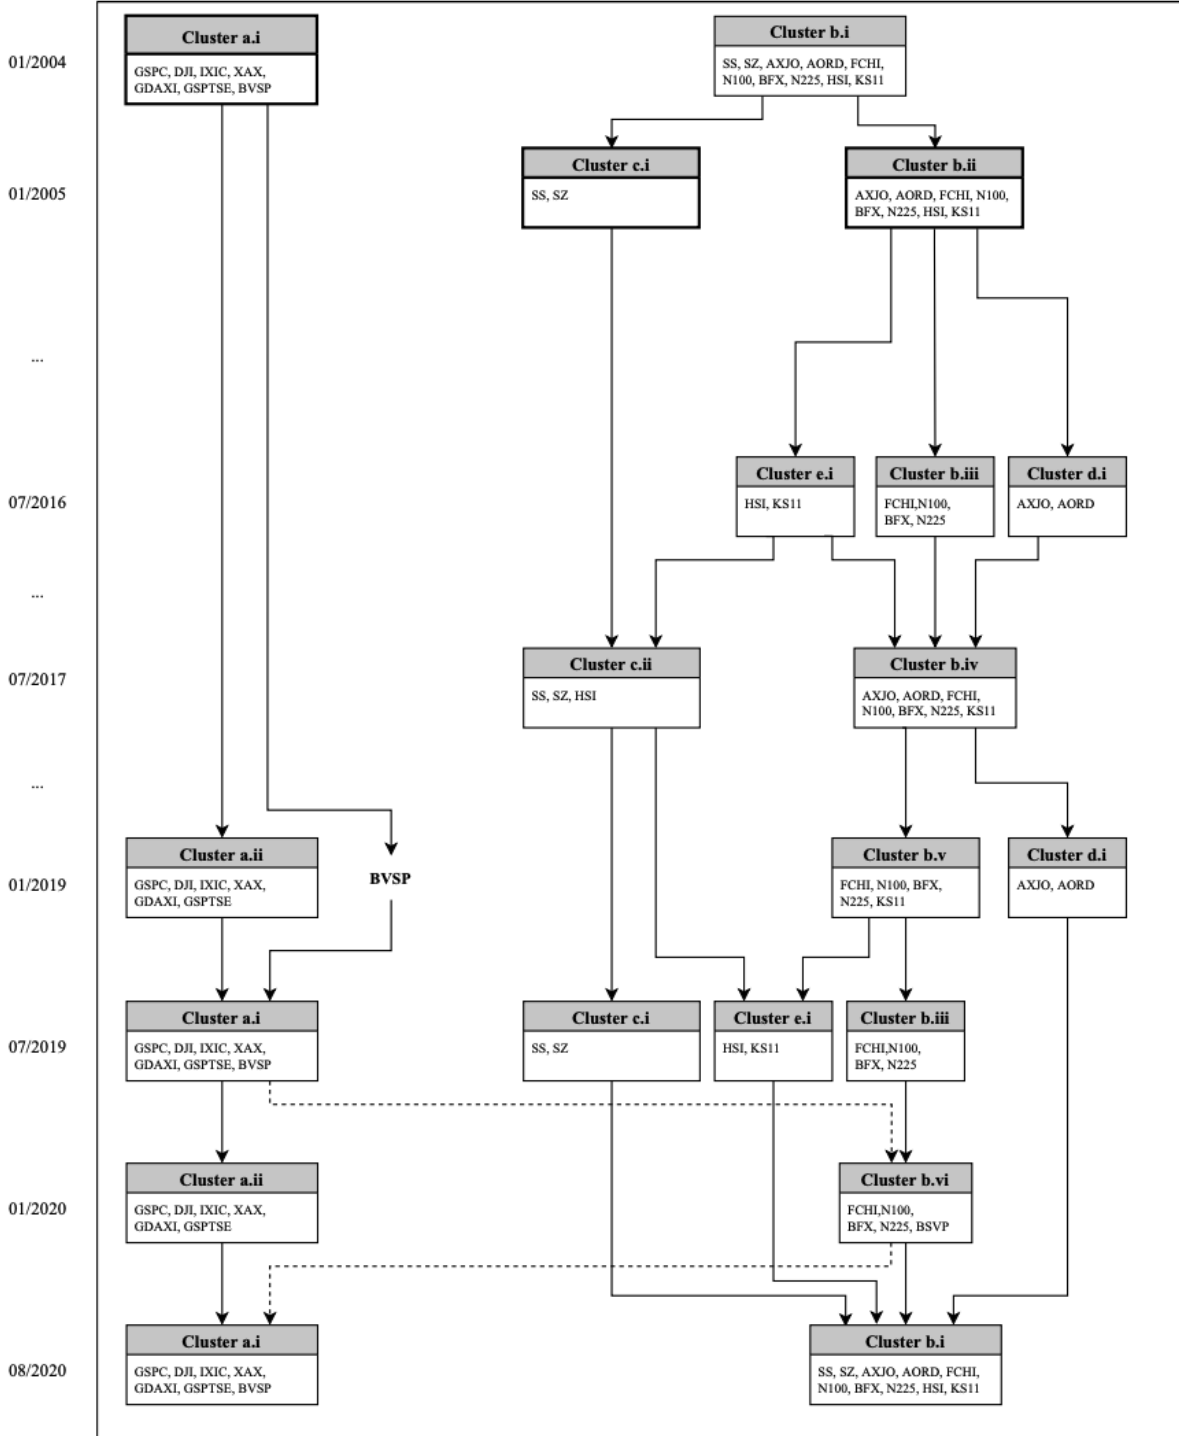 Cluster a.i
Cluster b.i
01/2004
GSPC, DJI, IXIC, XAX,
GDAXI, GSPTSE, BVSP
SS, SZ, AXJO, AORD, FCHI,
N100, BFX, N225, HSI, KS11
Cluster c.i
Cluster b.ii
01/2005
SS, SZ
AXJO, AORD, FCHI, N100,
BFX, N225, HSI, KS11
...
Cluster e.i
Cluster b.iii
Cluster d.i
07/2016
HSI, KS11
FCHI,N100,
BFX, N225
AXJO, AORD
...
Cluster c.ii
Cluster b.iv
07/2017
SS, SZ, HSI
AXJO, AORD, FCHI,
N100, BFX, N225, KS11
...
Cluster a.ii
BVSP
Cluster b.v
Cluster d.i
01/2019
GSPC, DJI, IXIC, XAX,
GDAXI, GSPTSE
FCHI, N100, BFX,
N225, KS11
AXJO, AORD
Cluster a.i
Cluster c.i
Cluster e.i
Cluster b.iii
07/2019
GSPC, DJI, IXIC, XAX,
GDAXI, GSPTSE, BVSP
SS, SZ
HSI, KS11
FCHI,N100,
BFX, N225
Cluster a.ii
Cluster b.vi
01/2020
GSPC, DJI, IXIC, XAX,
GDAXI, GSPTSE
FCHI,N100,
BFX, N225, BSVP
Cluster a.i
Cluster b.i
08/2020
GSPC, DJI, IXIC, XAX,
GDAXI, GSPTSE, BVSP
SS, SZ, AXJO, AORD, FCHI,
N100, BFX, N225, HSI, KS11